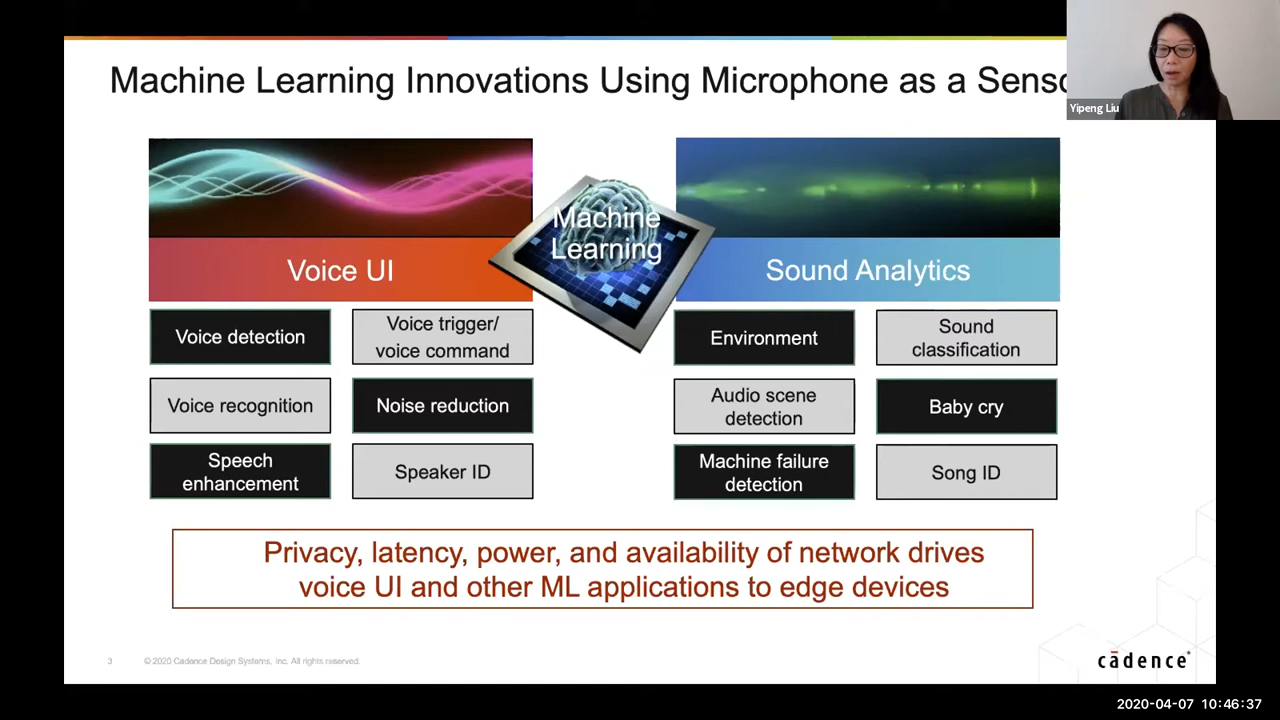 Machine Learning Innovations Using Microphone as a Senso
Yipeng Liu
Machine
Learning
Voice UI
Sound Analytics
Voice detection
Voice trigger/
voice command
Voice recognition
Noise reduction
Speech
enhancement
Speaker ID
Environment
Sound
classification
Audio scene
detection
Baby cry
Machine failure
detection
Song ID
Privacy, latency, power, and availability of network drives
voice UI and other ML applications to edge devices
3
© 2020 Cadence Design Systems, Inc. All rights reserved.
cādence®
2020-04-07 10:46:37